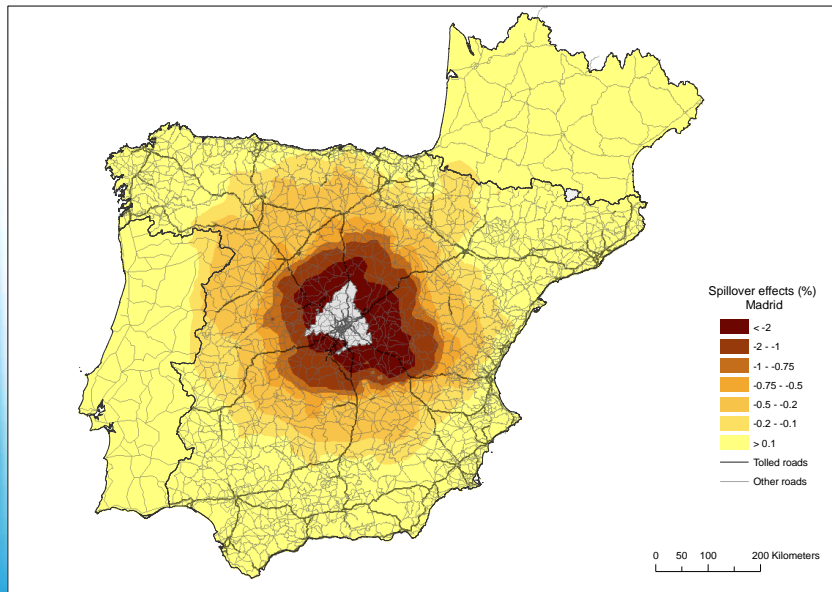 Spillover effects (%)
Madrid
< -2
-2 - -1
-1 - -0.75
-0.75 - -0.5
-0.5 - -0.2
-0.2 - -0.1
> 0.1
Tolled roads
Other roads
0 50 100 200 Kilometers